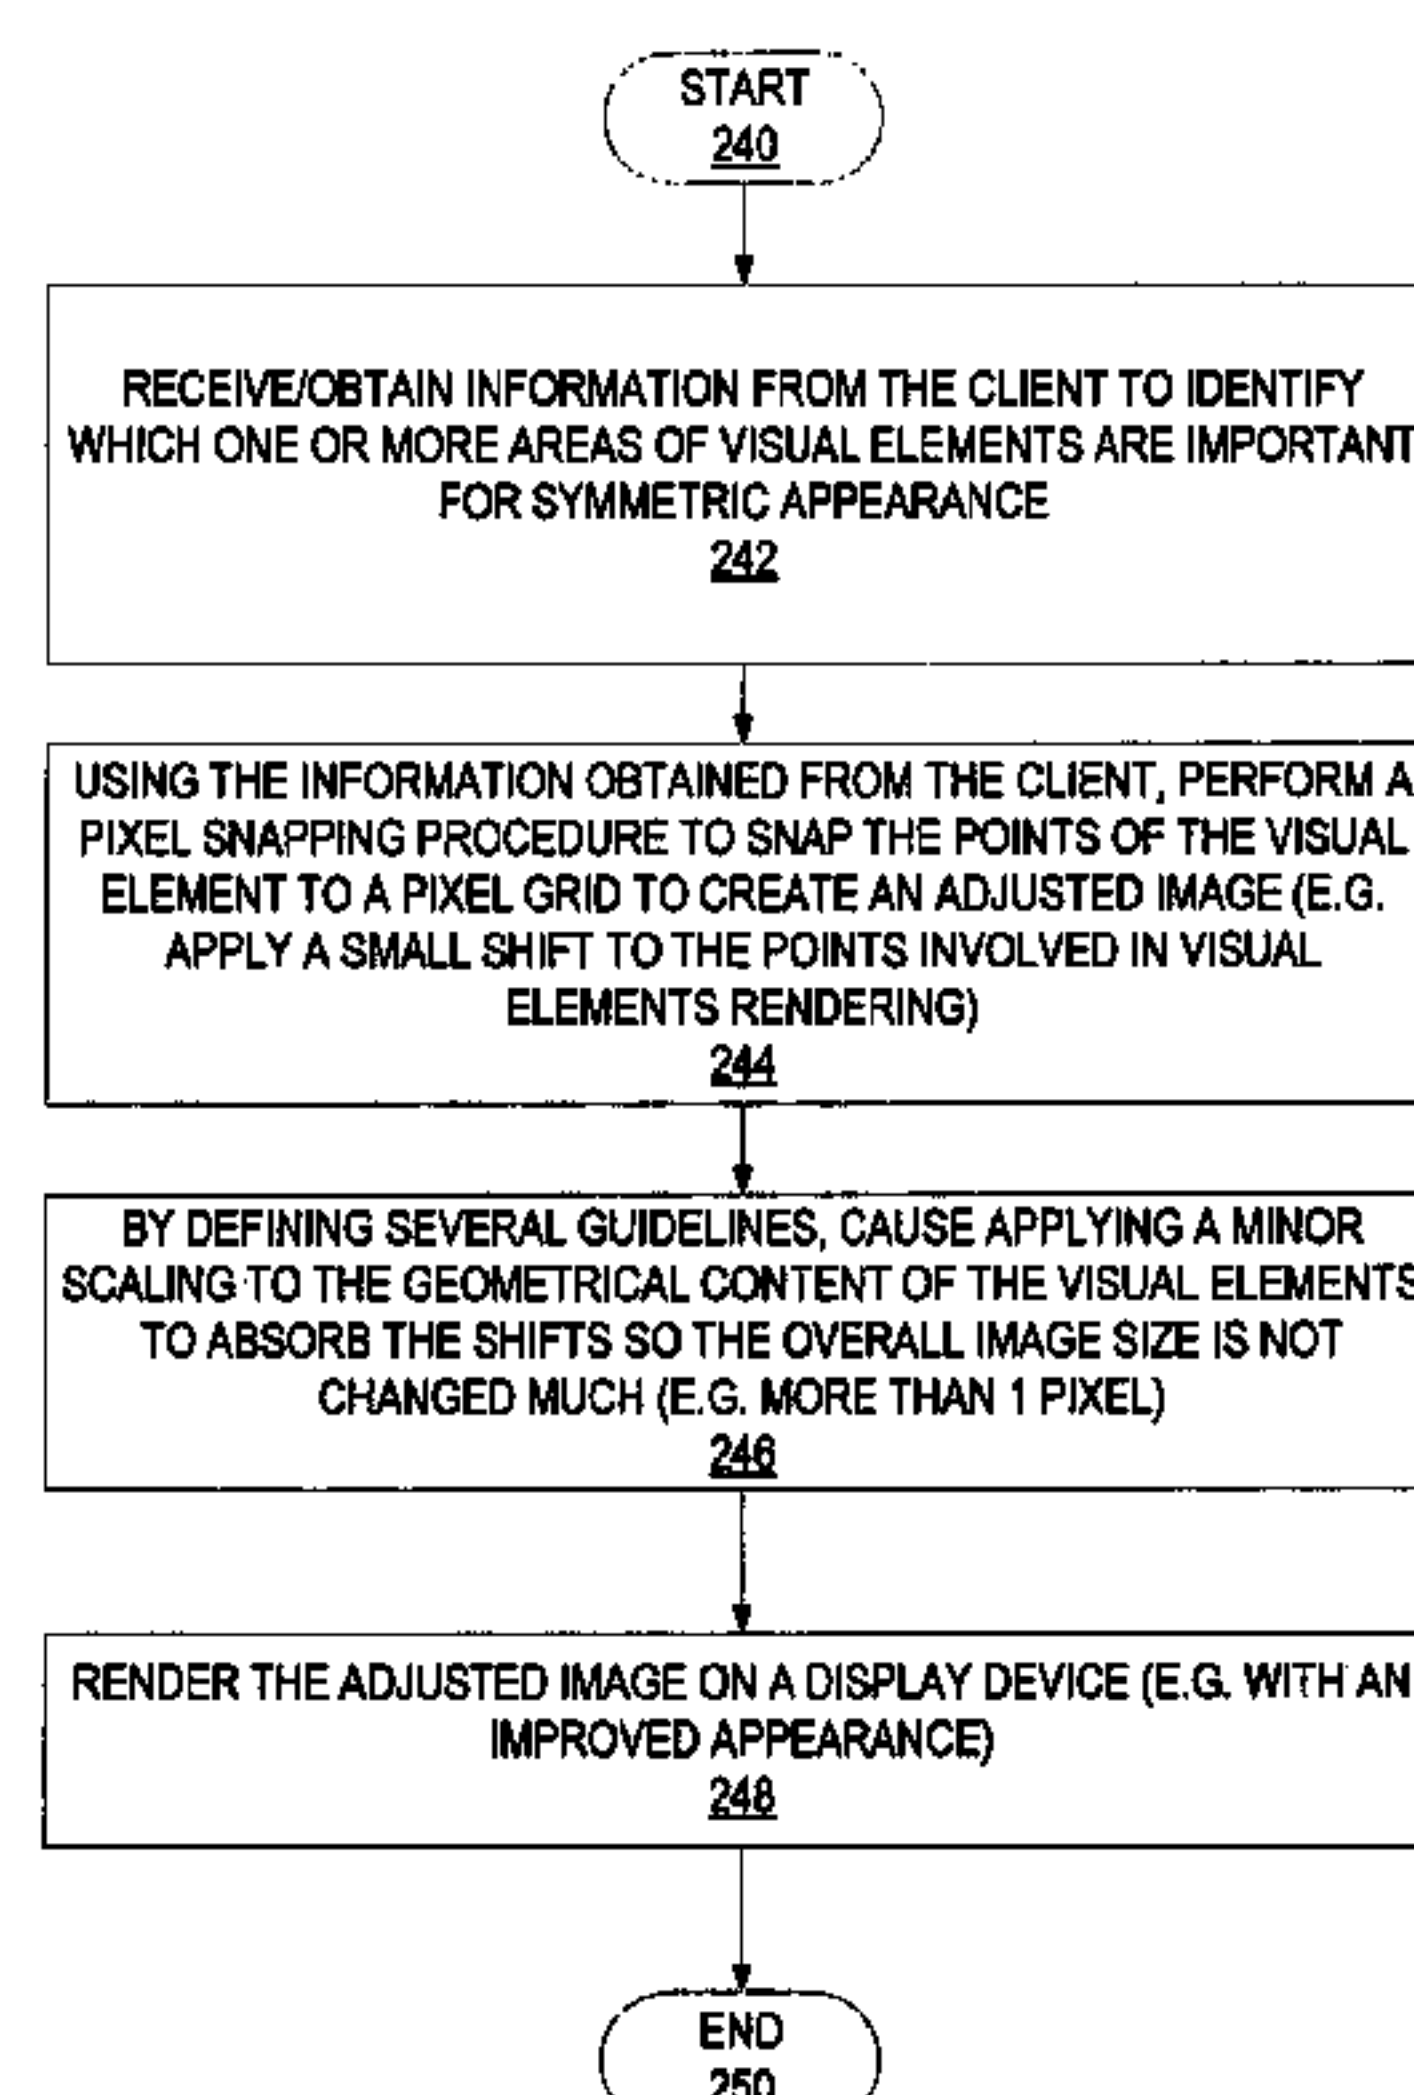 START
240
RECEIVE/OBTAIN INFORMATION FROM THE CLIENT TO IDENTIFY
WHICH ONE OR MORE AREAS OF VISUAL ELEMENTS ARE IMPORTANT
FOR SYMMETRIC APPEARANCE
242
USING THE INFORMATION OBTAINED FROM THE CLIENT, PERFORM A
PIXEL SNAPPING PROCEDURE TO SNAP THE POINTS OF THE VISUAL
ELEMENT TO A PIXEL GRID TO CREATE AN ADJUSTED IMAGE (E.G.
APPLY A SMALL SHIFT TO THE POINTS INVOLVED IN VISUAL
ELEMENTS RENDERING)
244
BY DEFINING SEVERAL GUIDELINES, CAUSE APPLYING A MINOR
SCALING TO THE GEOMETRICAL CONTENT OF THE VISUAL ELEMENTS
TO ABSORB THE SHIFTS SO THE OVERALL IMAGE SIZE IS NOT
CHANGED MUCH (E.G. MORE THAN 1 PIXEL)
246
RENDER THE ADJUSTED IMAGE ON A DISPLAY DEVICE (E.G. WITH AN
IMPROVED APPEARANCE)
248
END
250